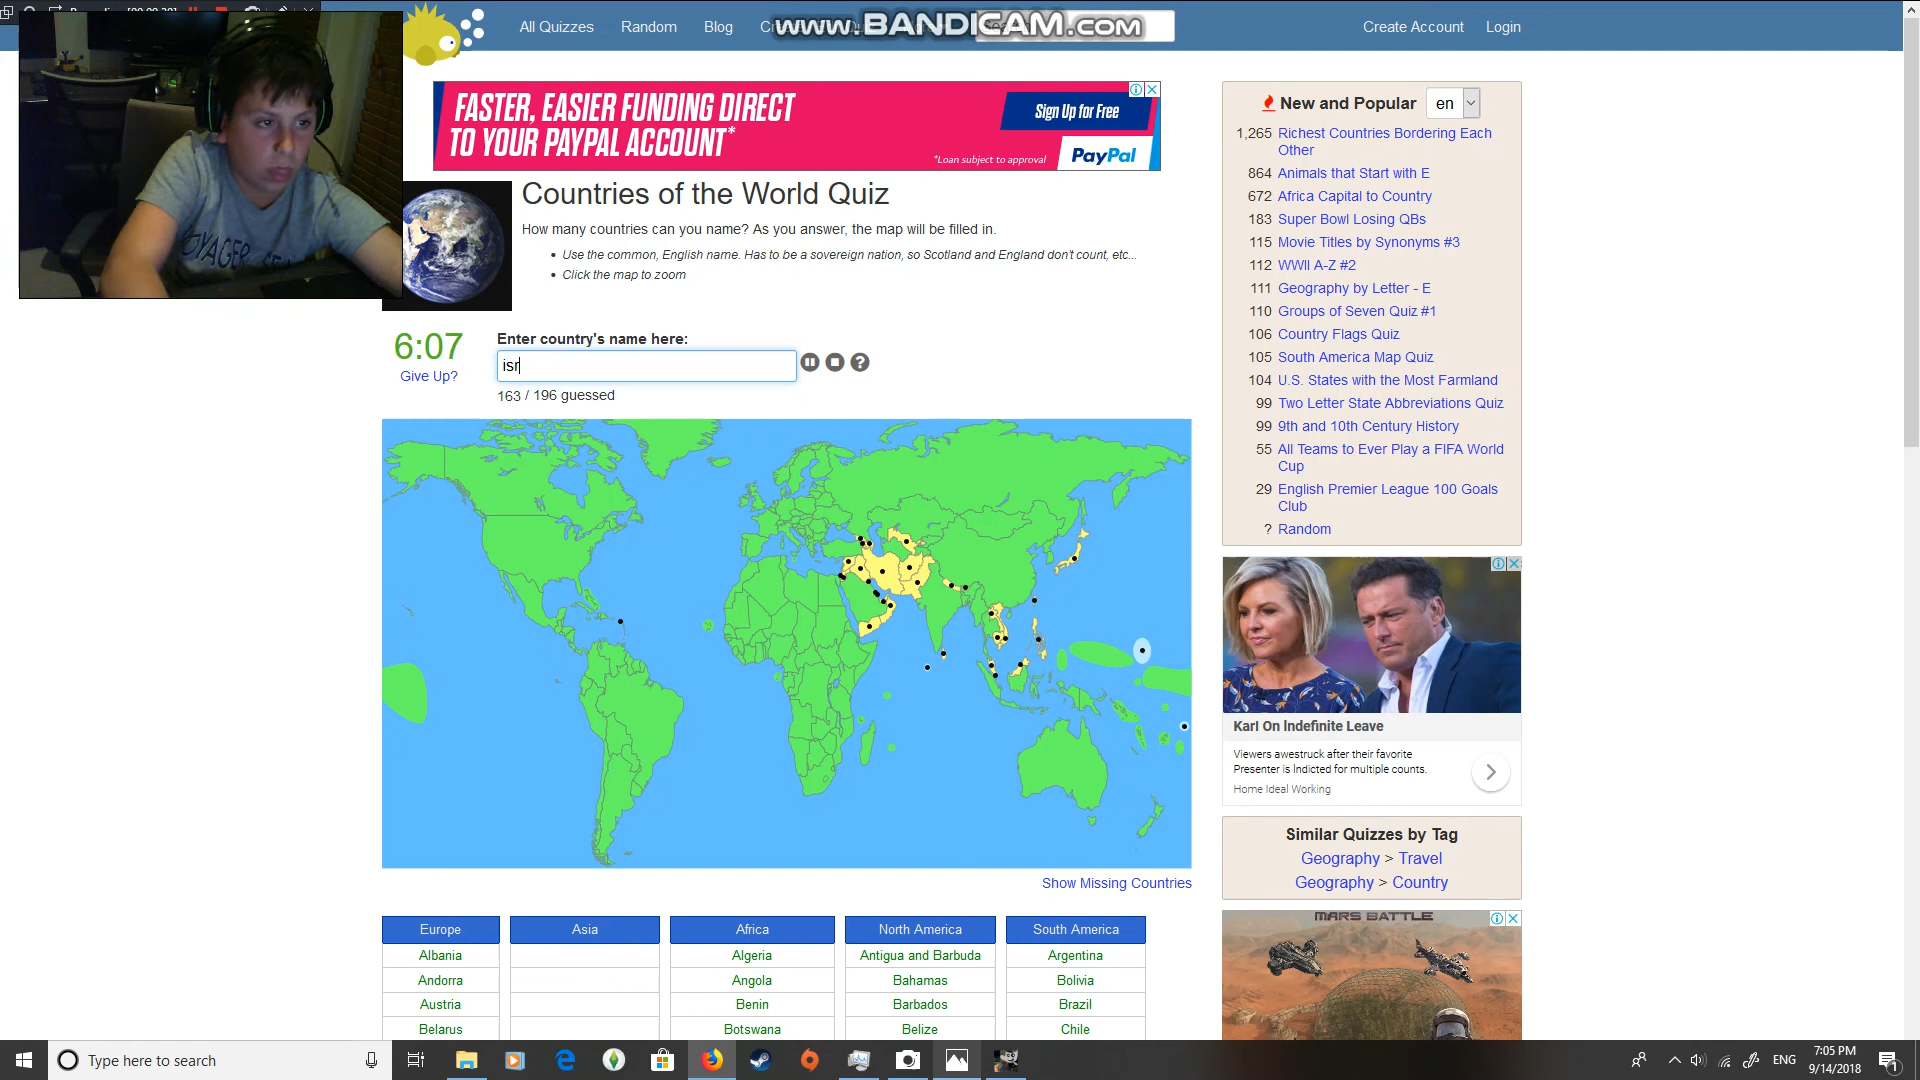 [00:00:20]
All Quizzes
Random
Blog
www.BANDICAM.com
Create Account
Login
FASTER, EASIER FUNDING DIRECT
TO YOUR PAYPAL ACCOUNT*
Sign Up for Free
*Loan subject to approval
PayPal
Countries of the World Quiz
How many countries can you name? As you answer, the map will be filled in.
• Use the common, English name. Has to be a sovereign nation, so Scotland and England don't count, etc...
• Click the map to zoom
6:07
Give Up?
Enter country's name here:
isr
163 / 196 guessed
Show Missing Countries
Europe
Asia
Africa
North America
South America
Albania
Algeria
Antigua and Barbuda
Argentina
Andorra
Angola
Bahamas
Bolivia
Austria
Benin
Barbados
Brazil
Belarus
Botswana
Belize
Chile
New and Popular
en
1,265 Richest Countries Bordering Each
Other
864 Animals that Start with E
672 Africa Capital to Country
183 Super Bowl Losing QBs
115 Movie Titles by Synonyms #3
112 WWII A-Z #2
111 Geography by Letter - E
110 Groups of Seven Quiz #1
106 Country Flags Quiz
105 South America Map Quiz
104 U.S. States with the Most Farmland
99 Two Letter State Abbreviations Quiz
99 9th and 10th Century History
55 All Teams to Ever Play a FIFA World
Cup
29 English Premier League 100 Goals
Club
? Random
Karl On Indefinite Leave
Viewers awestruck after their favorite
Presenter is Indicted for multiple counts.
Home Ideal Working
Similar Quizzes by Tag
Geography > Travel
Geography > Country
MARS BATTLE
Type here to search
ENG
7:05 PM
9/14/2018
1